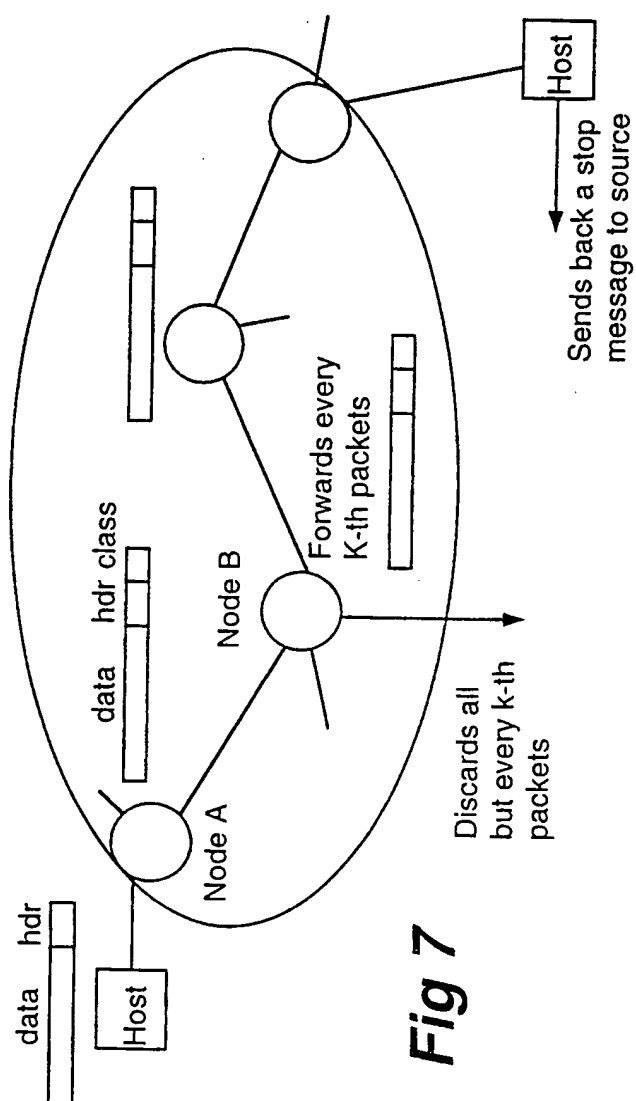 data hdr
Host
Node A
data hdr class
Node B
Forwards every
K-th packets
Discards all
but every k-th
packets
Host
Sends back a stop
message to source
Fig 7